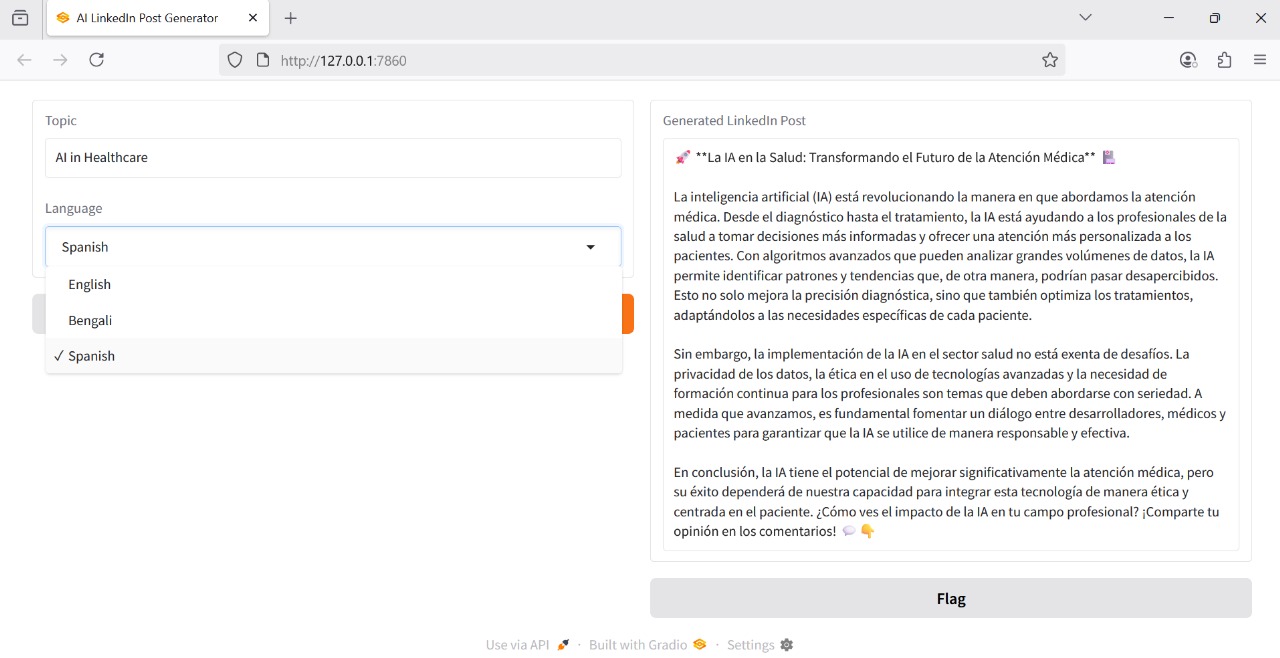 AI LinkedIn Post Generator
http://127.0.0.1:7860
Topic
AI in Healthcare
Language
Spanish
English
Bengali
✓ Spanish
Generated LinkedIn Post
🚀 **La IA en la Salud: Transformando el Futuro de la Atención Médica** 🏥
La inteligencia artificial (IA) está revolucionando la manera en que abordamos la atención
médica. Desde el diagnóstico hasta el tratamiento, la IA está ayudando a los profesionales de la
salud a tomar decisiones más informadas y ofrecer una atención más personalizada a los
pacientes. Con algoritmos avanzados que pueden analizar grandes volúmenes de datos, la IA
permite identificar patrones y tendencias que, de otra manera, podrían pasar desapercibidos.
Esto no solo mejora la precisión diagnóstica, sino que también optimiza los tratamientos,
adaptándolos a las necesidades específicas de cada paciente.
Sin embargo, la implementación de la IA en el sector salud no está exenta de desafíos. La
privacidad de los datos, la ética en el uso de tecnologías avanzadas y la necesidad de
formación continua para los profesionales son temas que deben abordarse con seriedad. A
medida que avanzamos, es fundamental fomentar un diálogo entre desarrolladores, médicos y
pacientes para garantizar que la IA se utilice de manera responsable y efectiva.
En conclusión, la IA tiene el potencial de mejorar significativamente la atención médica, pero
su éxito dependerá de nuestra capacidad para integrar esta tecnología de manera ética y
centrada en el paciente. ¿Cómo ves el impacto de la IA en tu campo profesional? ¡Comparte tu
opinión en los comentarios! 💬👇
Flag
Use via API 🚀 · Built with Gradio · Settings ⚙️